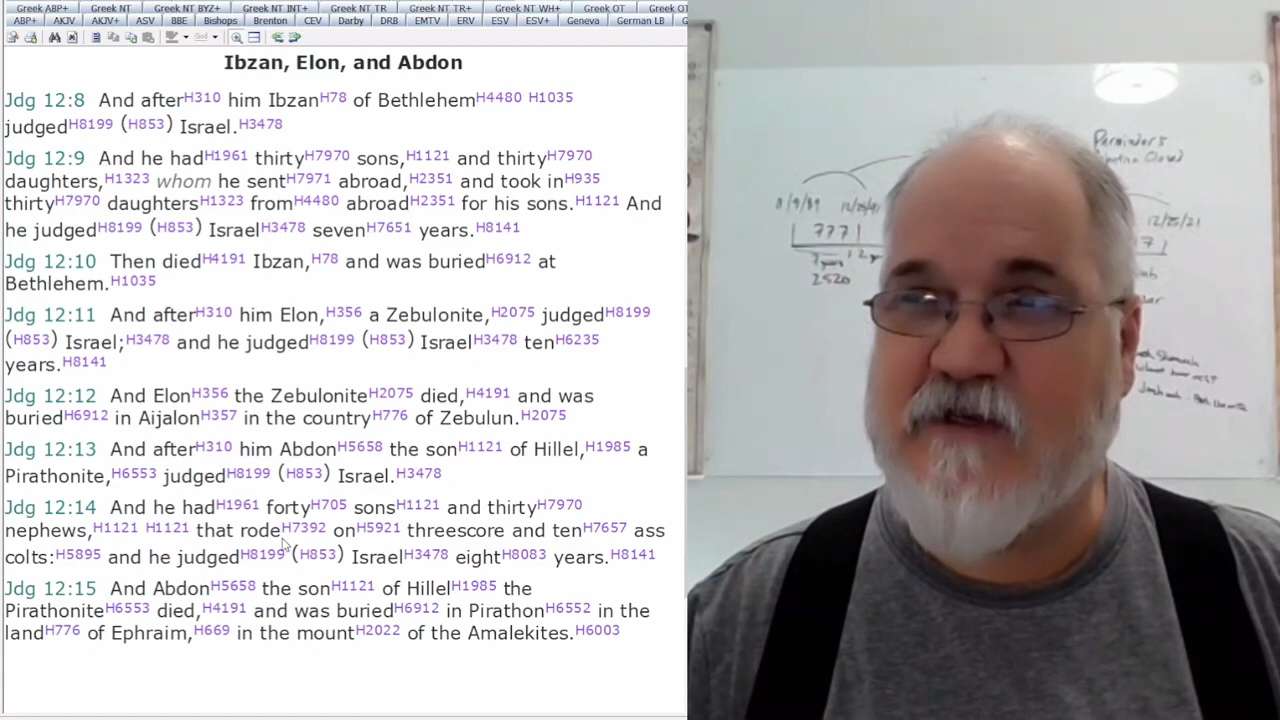 Greek ABP+ Greek NT Greek NT BYZ+ Greek NT INT+ Greek NT TR Greek NT TR+ Greek NT WH+ Greek OT
ABP+ AKJV AKJV+ ASV BBE Bishops Brenton CEV Darby DRB EMTV ERV ESV ESV+ Geneva German LB
Ibzan, Elon, and Abdon
Jdg 12:8 And afterH310 him IbzanH78 of BethlehemH4480 H1035
judgedH8199 (H853) Israel.H3478
Jdg 12:9 And he hadH1961 thirtyH7970 sons,H1121 and thirtyH7970
daughters,H1323 whom he sentH7971 abroad,H2351 and took inH935
thirtyH7970 daughtersH1323 fromH4480 abroadH2351 for his sons.H1121 And
he judgedH8199 (H853) IsraelH3478 sevenH7651 years.H8141
Jdg 12:10 Then diedH4191 Ibzan,H78 and was buriedH6912 at
Bethlehem.H1035
Jdg 12:11 And afterH310 him Elon,H356 a Zebulonite,H2075 judgedH8199
(H853) Israel;H3478 and he judgedH8199 (H853) IsraelH3478 tenH6235
years.H8141
Jdg 12:12 And ElonH356 the ZebuloniteH2075 died,H4191 and was
buriedH6912 in AijalonH357 in the countryH776 of Zebulun.H2075
Jdg 12:13 And afterH310 him AbdonH5658 the sonH1121 of Hillel,H1985 a
Pirathonite,H6553 judgedH8199 (H853) Israel.H3478
Jdg 12:14 And he hadH1961 fortyH705 sonsH1121 and thirtyH7970
nephews,H1121 H1121 that rodeH7392 onH5921 threescore and tenH7657 ass
colts:H5895 and he judgedH8199 (H853) IsraelH3478 eightH8083 years.H8141
Jdg 12:15 And AbdonH5658 the sonH1121 of HillelH1985 the
PirathoniteH6553 died,H4191 and was buriedH6912 in PirathonH6552 in the
landH776 of Ephraim,H669 in the mountH2022 of the Amalekites.H6003
Reminders
Closed
12/25/21
7771
7 years
2520